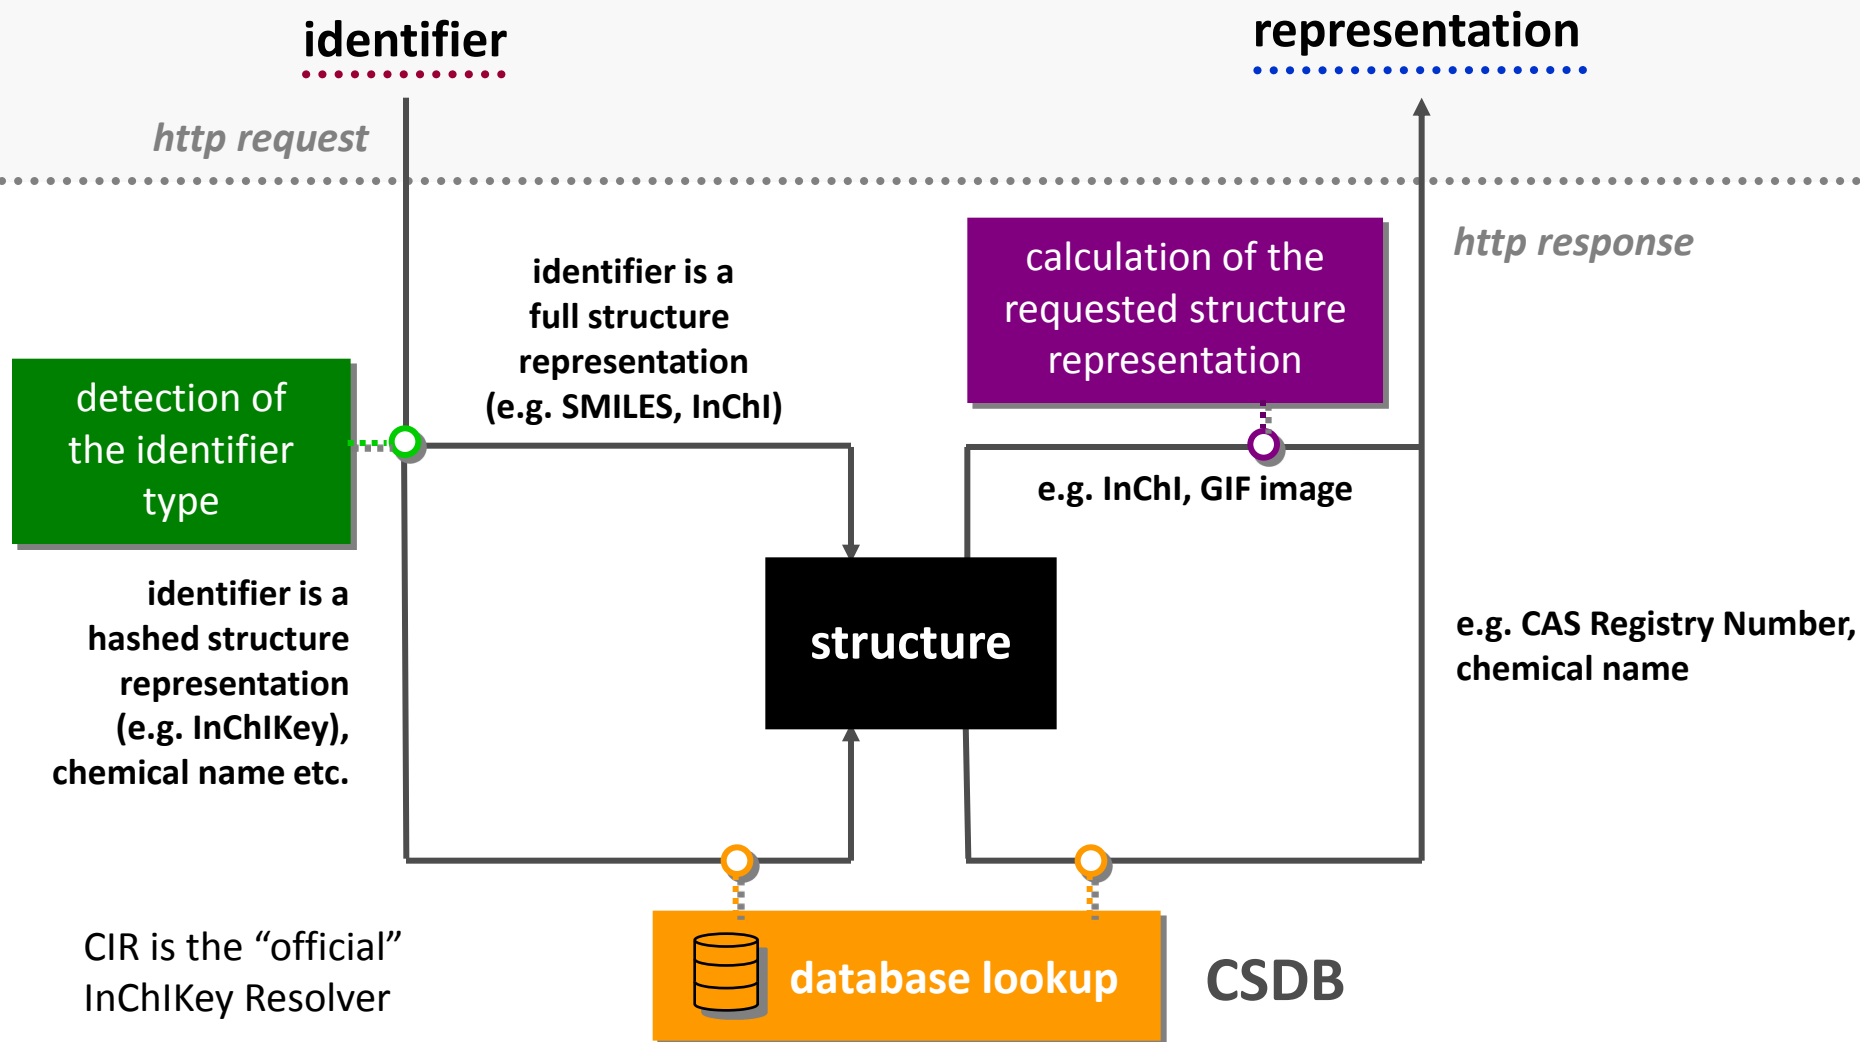 identifier
representation
http request
http response
identifier is a
full structure
representation
(e.g. SMILES, InChI)
calculation of the
requested structure
representation
detection of
the identifier
type
e.g. InChI, GIF image
identifier is a
hashed structure
representation
(e.g. InChIKey),
chemical name etc.
structure
e.g. CAS Registry Number,
chemical name
CIR is the “official”
InChIKey Resolver
database lookup
CSDB